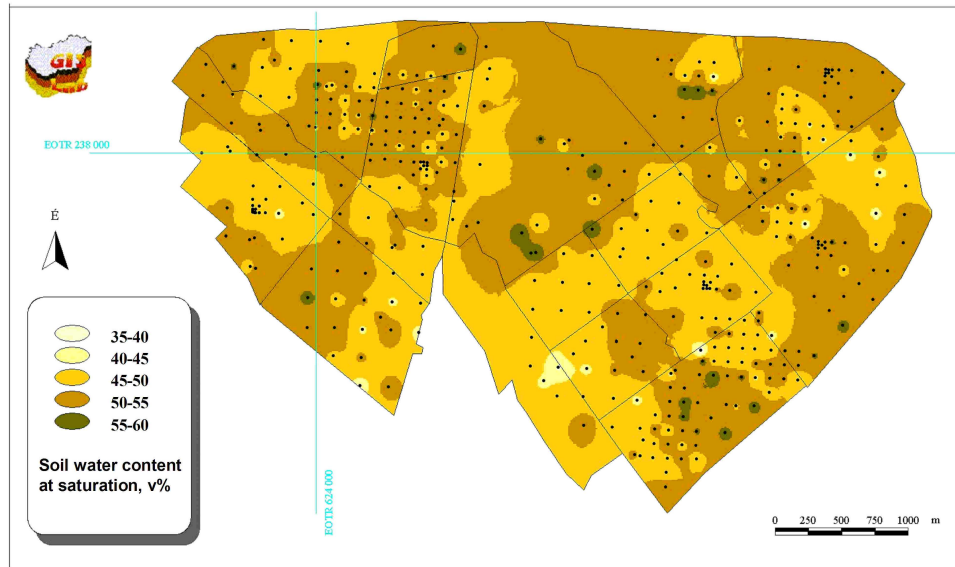 GIS
EOTR 238 000
É
35-40
40-45
45-50
50-55
55-60
Soil water content
at saturation, v%
EOTR 624 000
0 250 500 750 1000 m